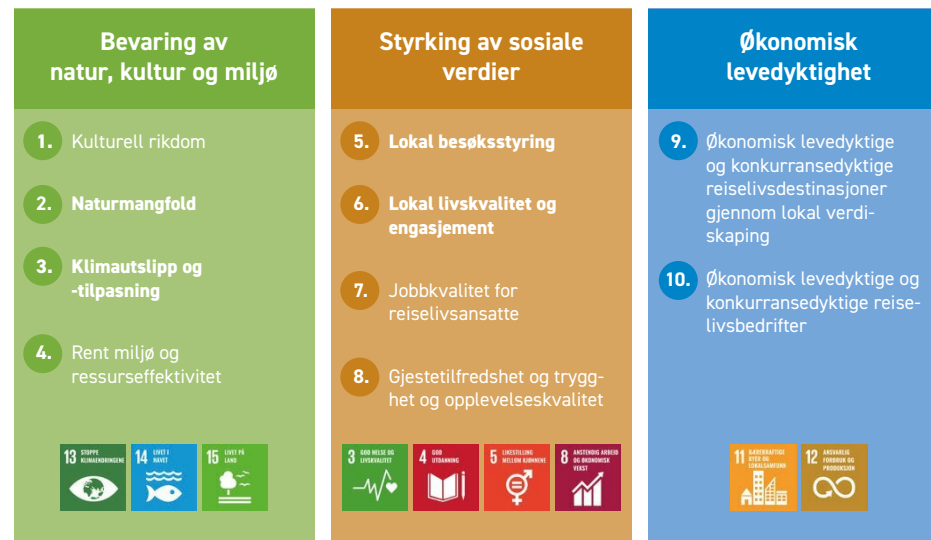 Bevaring av
natur, kultur og miljø
1. Kulturell rikdom
2. Naturmangfold
3. Klimautslipp og
-tilpasning
4. Rent miljø og
ressurseffektivitet
13 STOPPE
KLIMAENDRINGENE
14 LIVET I
HAVET
15 LIVET PÅ
LAND
Styrking av sosiale
verdier
5. Lokal besøksstyring
6. Lokal livskvalitet og
engasjement
7. Jobbkvalitet for
reiselivsansatte
8. Gjestetilfredshet og trygg-
het og opplevelseskvalitet
3 GOD HELSE OG
LIVSKVALITET
4 GOD
UTDANNING
5 LIKESTILLING
MELLOM KJØNNENE
8 ANSTENDIG ARBEID
OG ØKONOMISK
VEKST
Økonomisk
levedyktighet
9. Økonomisk levedyktige
og konkurransedyktige
reiselivsdestinasjoner
gjennom lokal verdi-
skaping
10. Økonomisk levedyktige og
konkurransedyktige reise-
livsbedrifter
11 BÆREKRAFTIGE
BYER OG
LOKALSAMFUNN
12 ANSVARLIG
FORBRUK OG
PRODUKSJON